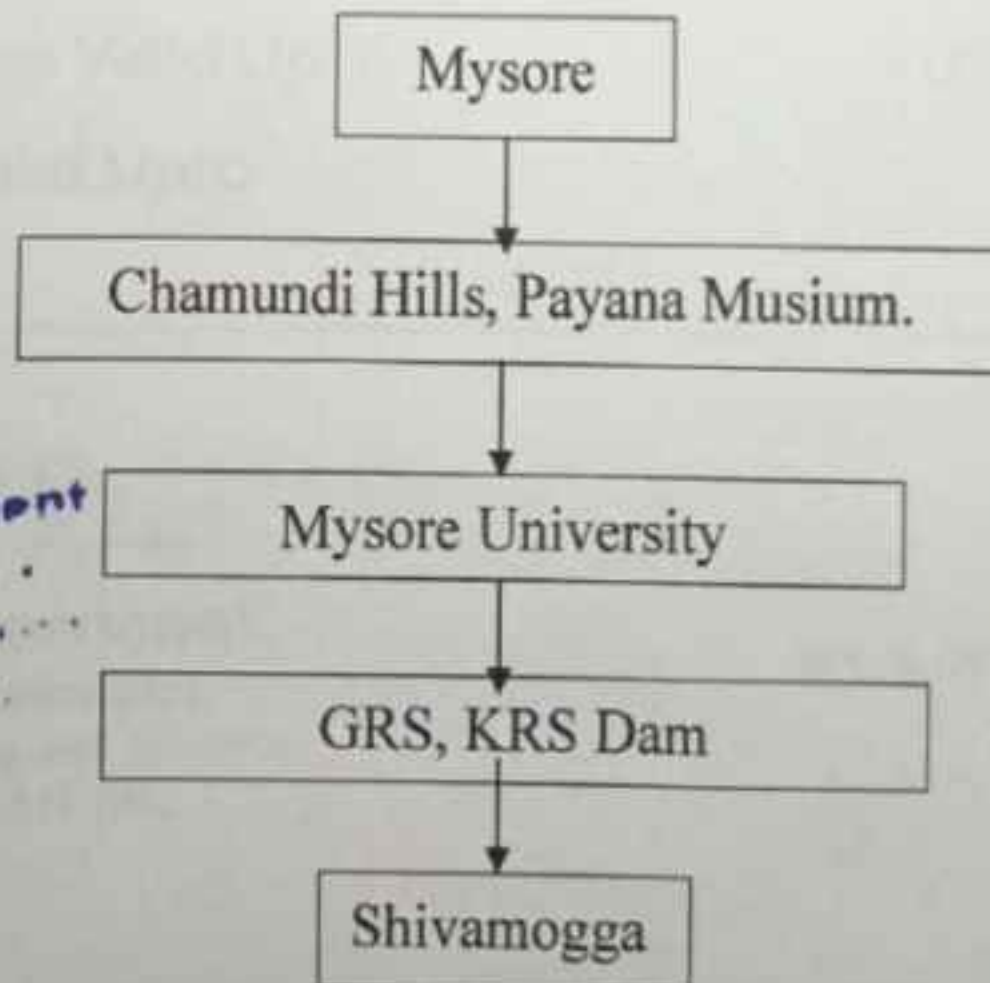 Mysore
Chamundi Hills, Payana Musium.
Mysore University
GRS, KRS Dam
Shivamogga